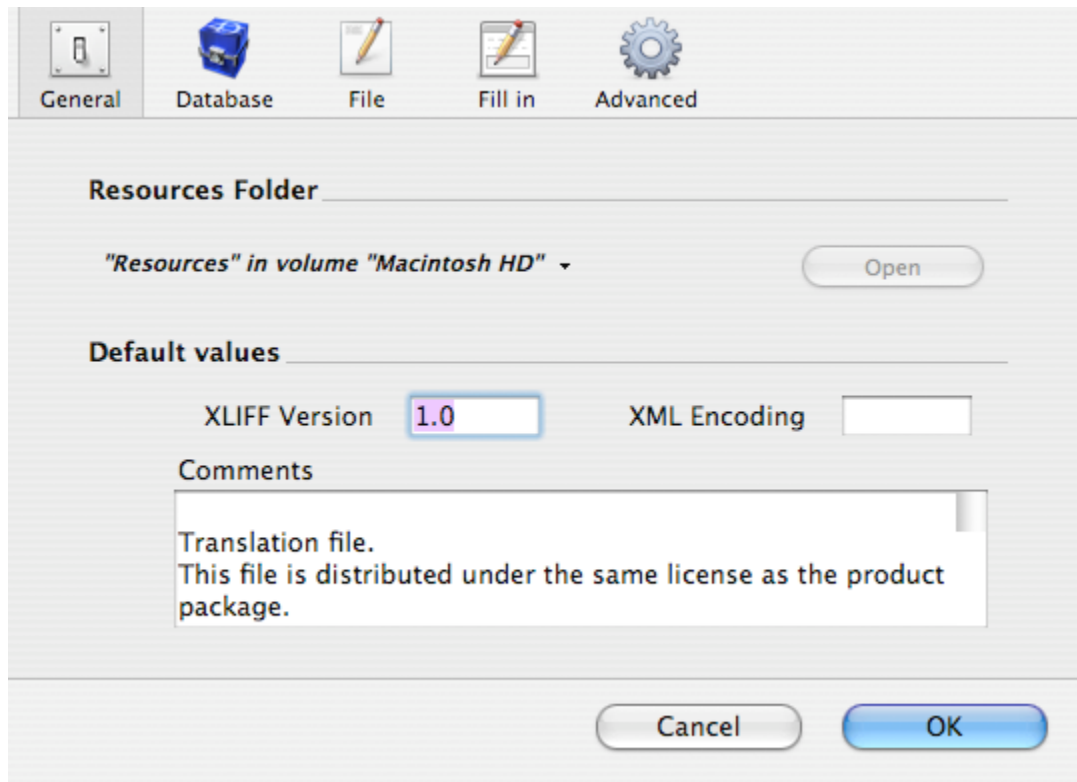 General Database File Fill in Advanced
Resources Folder
"Resources" in volume "Macintosh HD" Open
Default values
XLIFF Version 1.0 XML Encoding
Comments
Translation file.
This file is distributed under the same license as the product
package.
Cancel OK